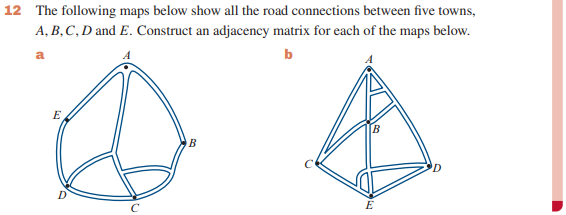 12 The following maps below show all the road connections between five towns,
A, B, C, D and E. Construct an adjacency matrix for each of the maps below.
a b
A
E
B
D
C
A
B
C
D
E